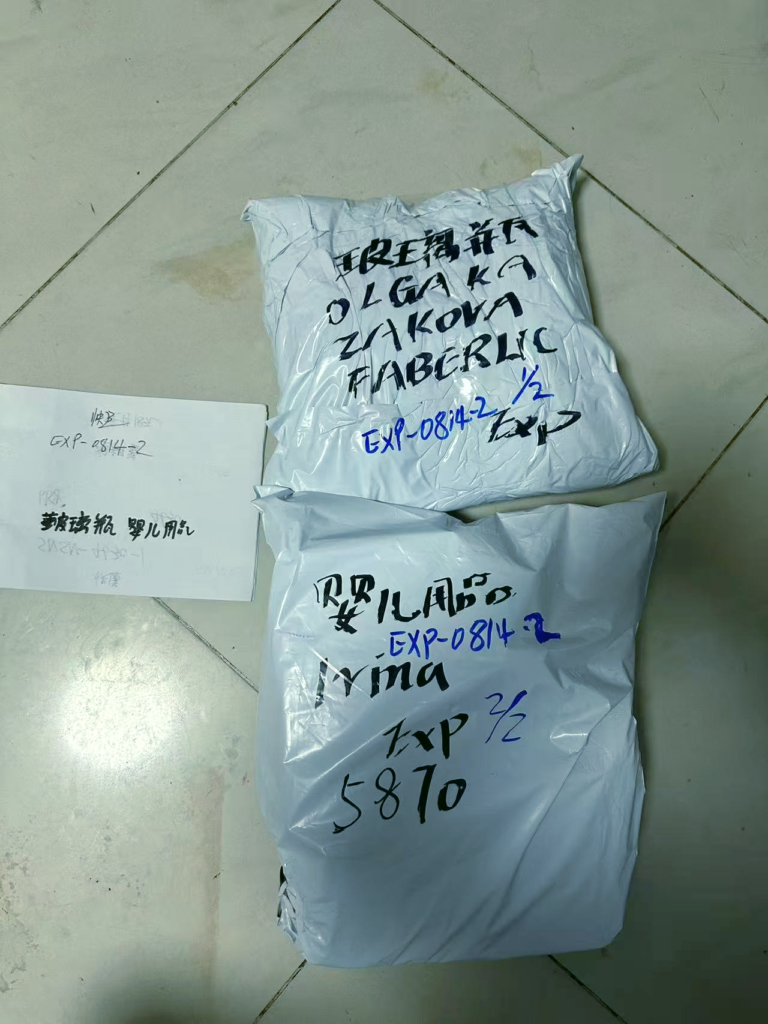 EXP-0814-2
玻璃瓶 婴儿用品
玻璃瓶
OLGA KA
ZAKOVA
FABERLIC
EXP-0814-2 1/2
Exp
婴儿用品
EXP-0814-2
Irina
Exp 2/2
5870